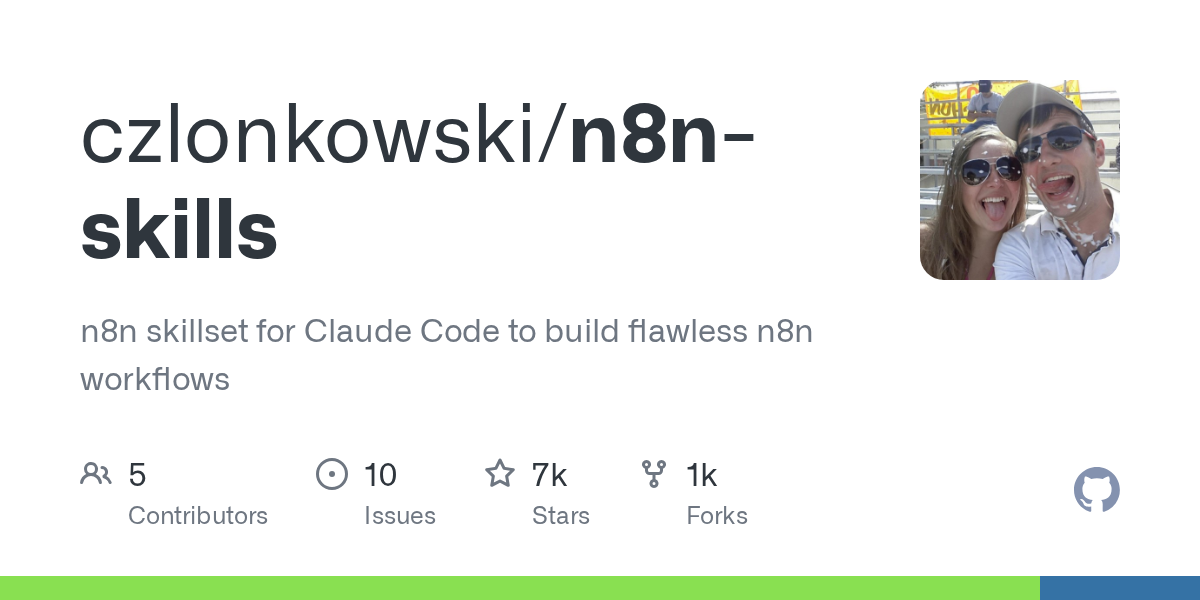 czlonkowski/n8n-
skills
n8n skillset for Claude Code to build flawless n8n
workflows
5
Contributors
10
Issues
7k
Stars
1k
Forks